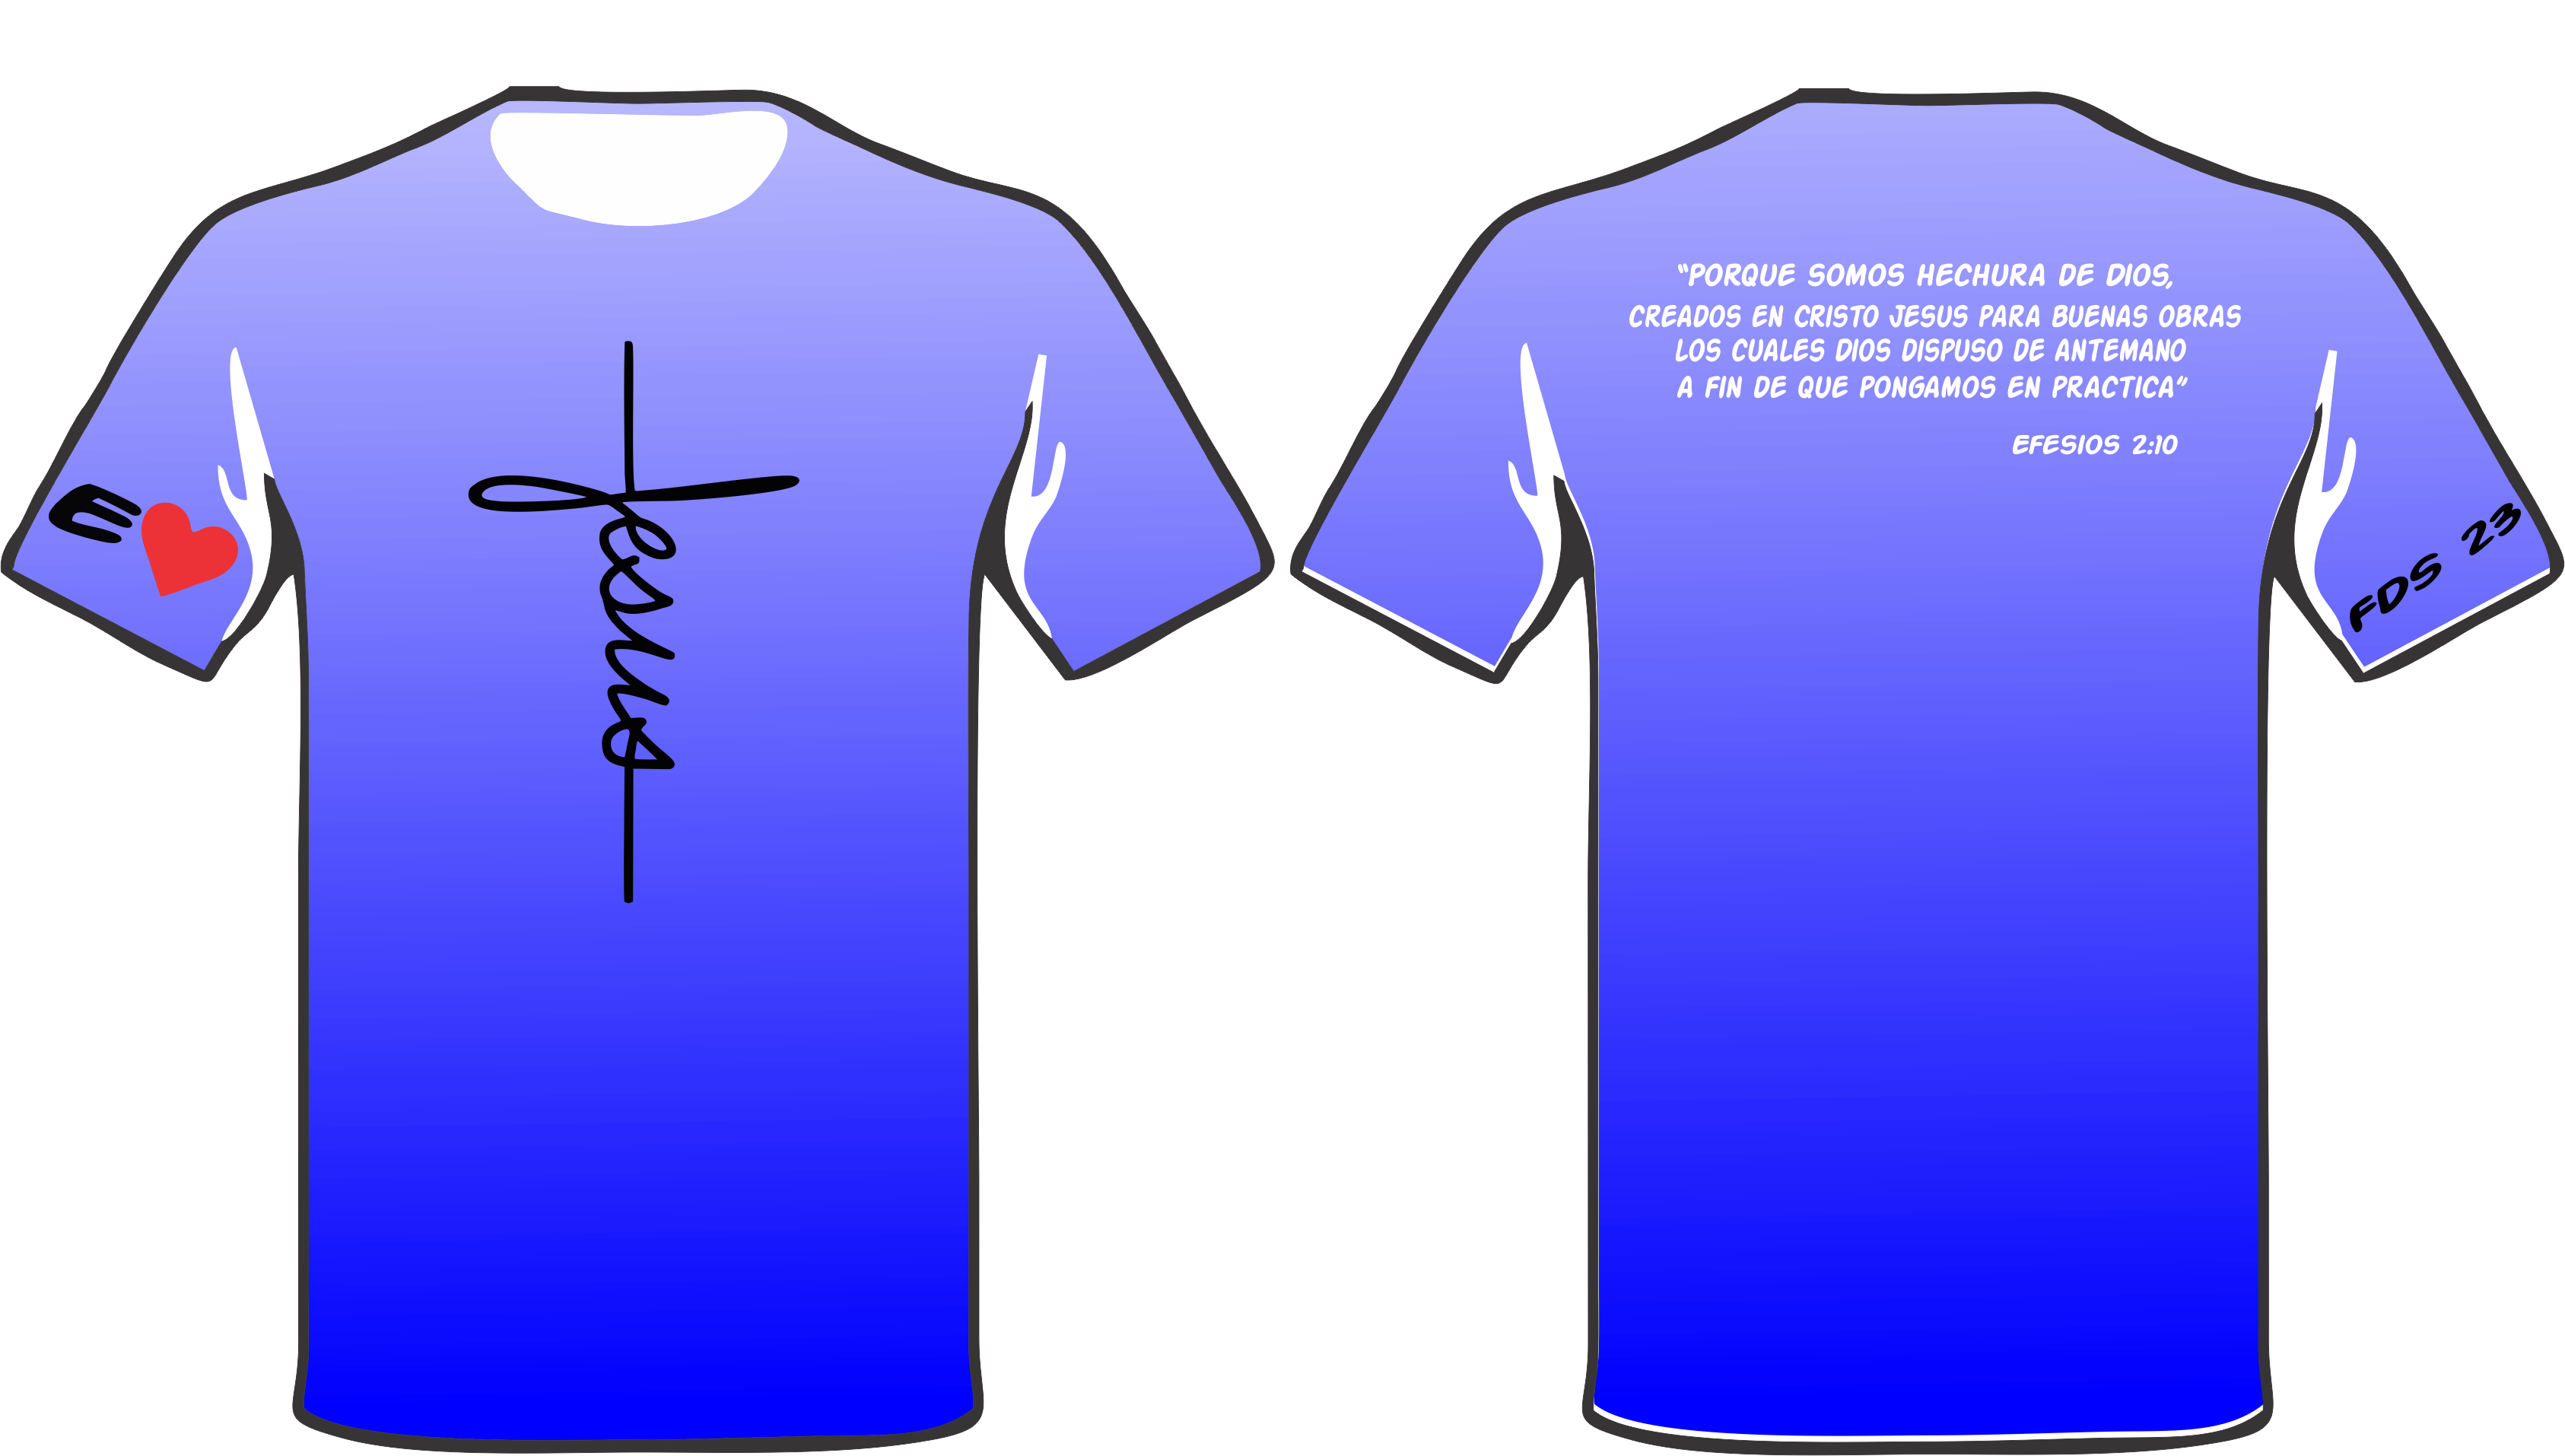 E
Jesus
"PORQUE SOMOS HECHURA DE DIOS,
CREADOS EN CRISTO JESUS PARA BUENAS OBRAS
LOS CUALES DIOS DISPUSO DE ANTEMANO
A FIN DE QUE PONGAMOS EN PRACTICA"
EFESIOS 2:10
FDS 23